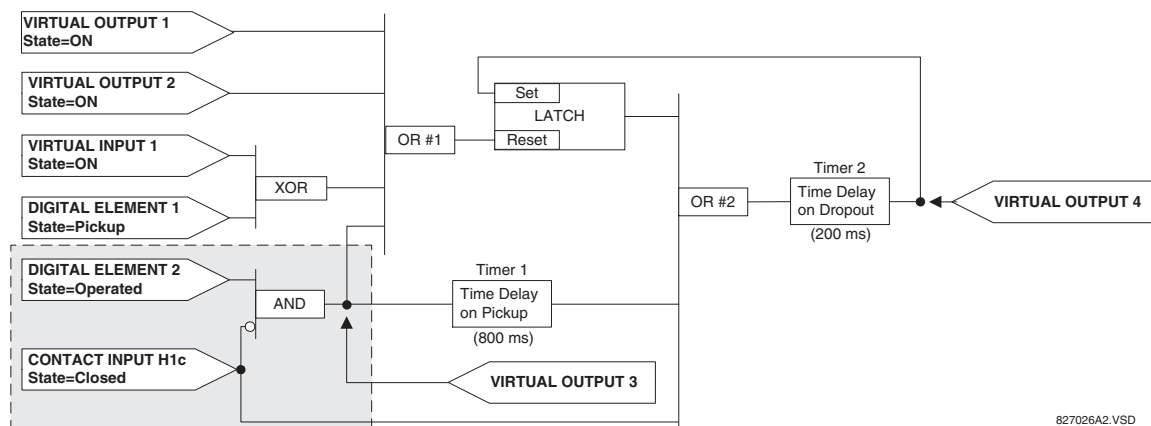 VIRTUAL OUTPUT 1
State=ON
VIRTUAL OUTPUT 2
State=ON
VIRTUAL INPUT 1
State=ON
DIGITAL ELEMENT 1
State=Pickup
DIGITAL ELEMENT 2
State=Operated
CONTACT INPUT H1c
State=Closed
XOR
AND
OR #1
Set
LATCH
Reset
Timer 1
Time Delay
on Pickup
(800 ms)
VIRTUAL OUTPUT 3
OR #2
Timer 2
Time Delay
on Dropout
(200 ms)
VIRTUAL OUTPUT 4
827026A2.VSD